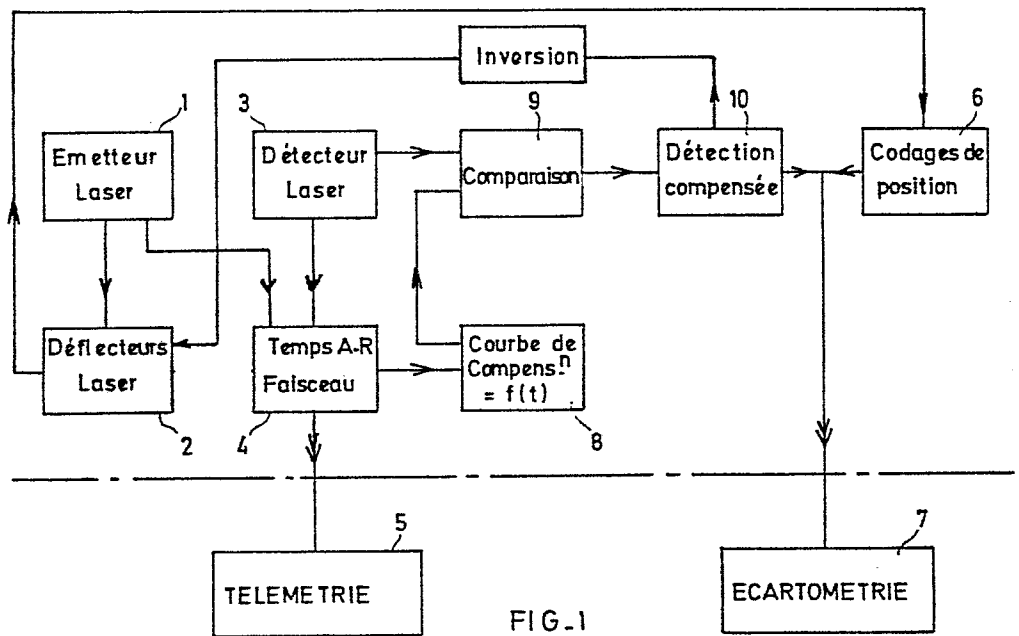 Inversion
1
3
9
10
6
Emetteur
Laser
Détecteur
Laser
Comparaison
Détection
compensée
Codages de
position
Déflecteurs
Laser
Temps A-R
Faisceau
Courbe de
Compens.n
= f(t)
2
4
8
5
7
TELEMETRIE
ECARTOMETRIE
FIG_1